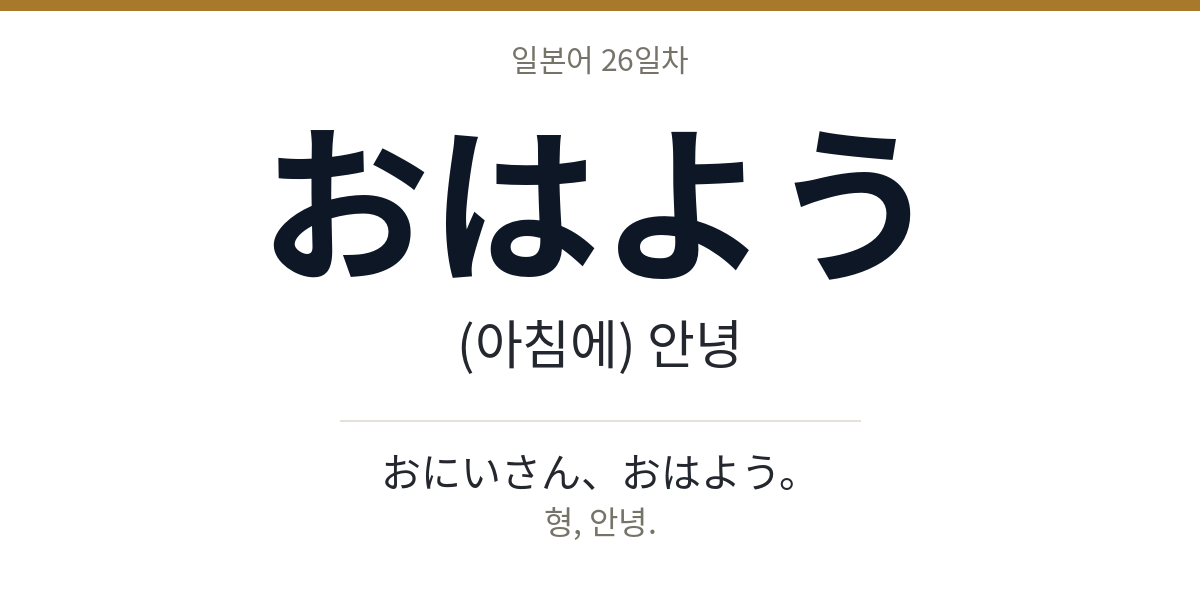 일본어 26일차
おはよう
(아침에) 안녕
おにいさん、おはよう。
형, 안녕.